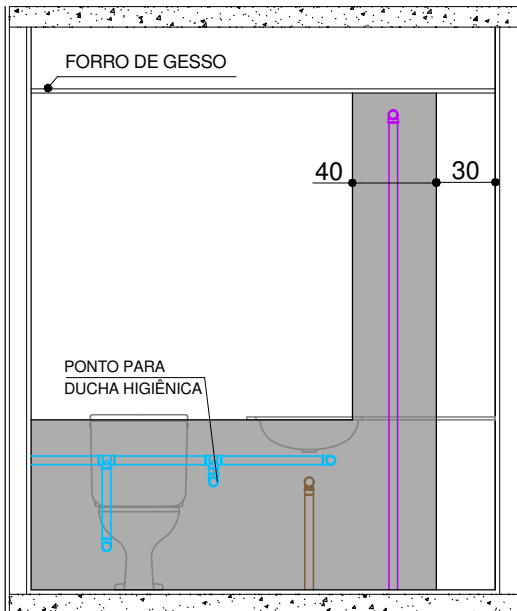 FORRO DE GESSO
40
30
PONTO PARA
DUCHA HIGIÊNICA